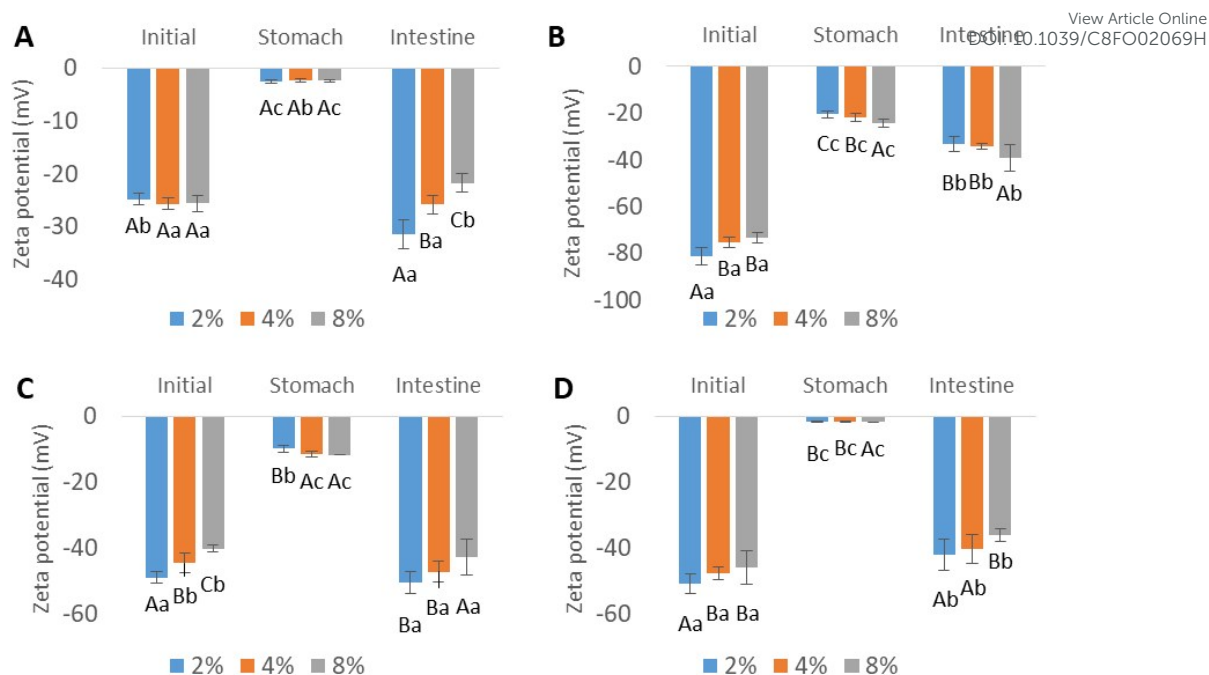 View Article Online
DOI: 10.1039/C8FO02069H
A
Initial Stomach Intestine
Zeta potential (mV)
0
-10
-20
-30
-40
Ac Ab Ac
Ab Aa Aa
Aa Ba Cb
2% 4% 8%
B
Initial Stomach Intestine
Zeta potential (mV)
0
-20
-40
-60
-80
-100
Cc Bc Ac
Bb Bb Ab
Aa Ba Ba
2% 4% 8%
C
Initial Stomach Intestine
Zeta potential (mV)
0
-20
-40
-60
Bb Ac Ac
Aa Bb Cb
Ba Ba Aa
2% 4% 8%
D
Initial Stomach Intestine
Zeta potential (mV)
0
-20
-40
-60
Bc Bc Ac
Aa Ba Ba
Ab Ab Bb
2% 4% 8%